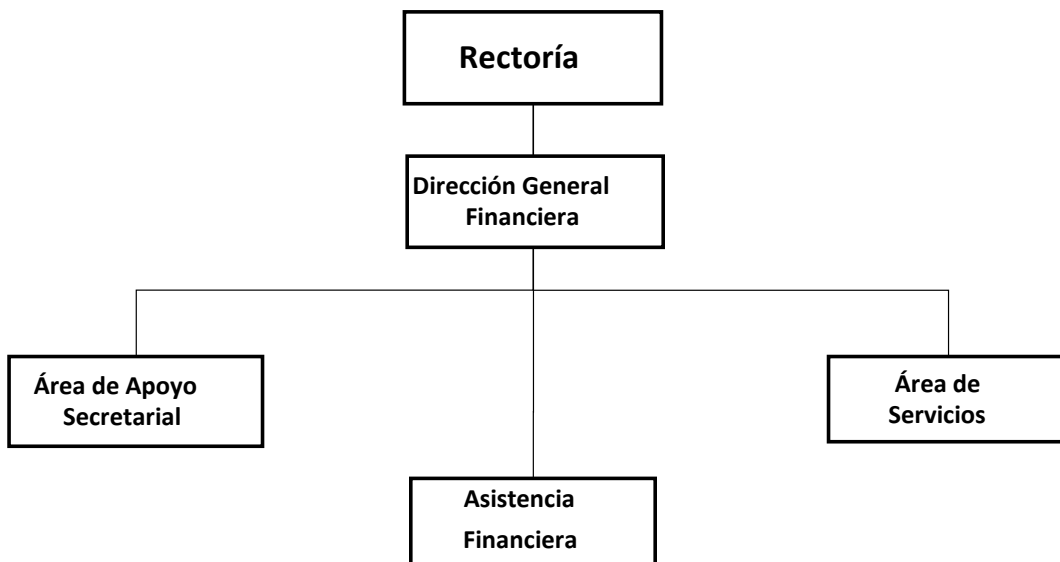 Rectoría
Dirección General
Financiera
Área de Apoyo
Secretarial
Área de
Servicios
Asistencia
Financiera